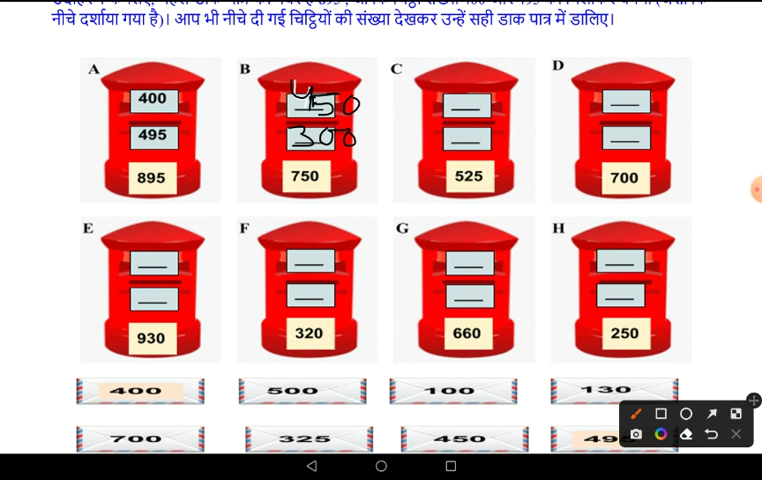 नीचे दर्शाया गया है)। आप भी नीचे दी गई चिट्ठियों की संख्या देखकर उन्हें सही डाक पात्र में डालिए।
A B C D
400 450
495 300
895 750 525 700
E F G H
930 320 660 250
400 500 100 130
700 325 450 495